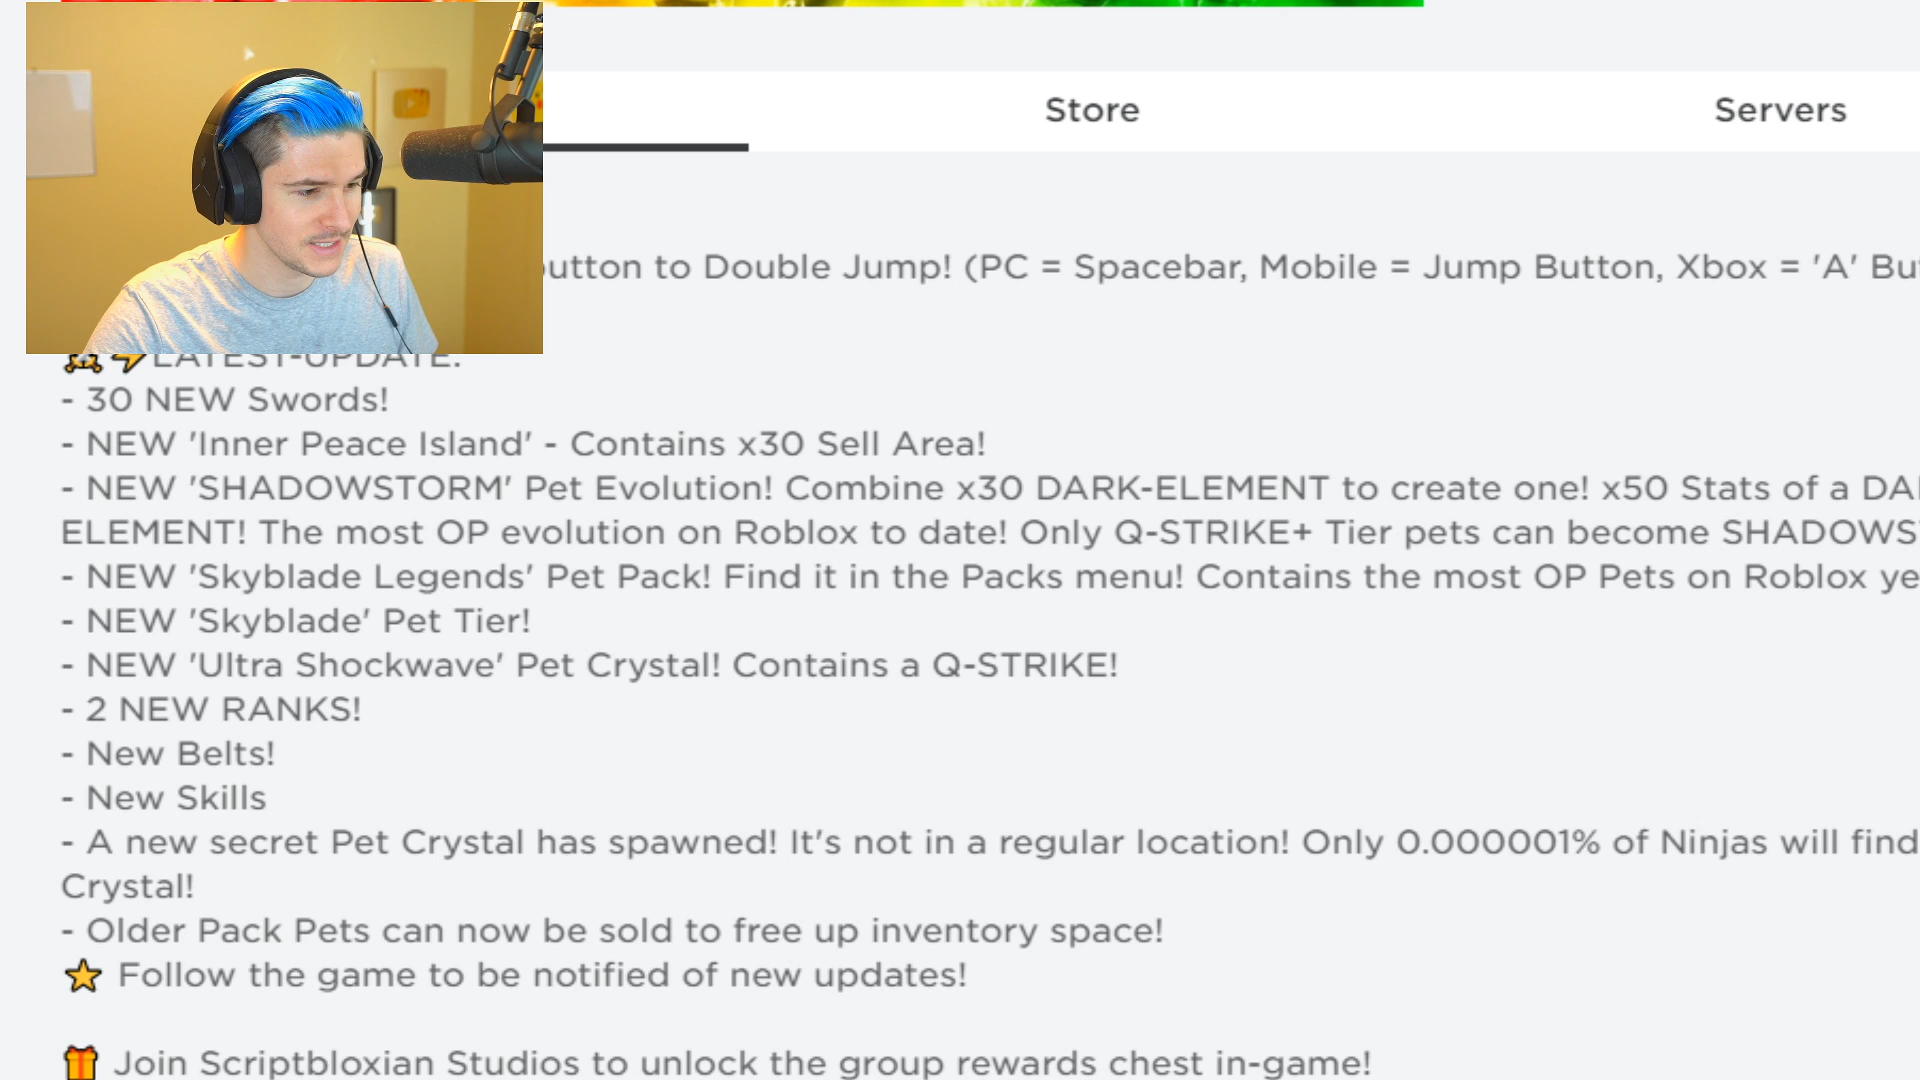 Store
Servers
utton to Double Jump! (PC = Spacebar, Mobile = Jump Button, Xbox = 'A' Bu
LATEST-UPDATE:
- 30 NEW Swords!
- NEW 'Inner Peace Island' - Contains x30 Sell Area!
- NEW 'SHADOWSTORM' Pet Evolution! Combine x30 DARK-ELEMENT to create one! x50 Stats of a DA
ELEMENT! The most OP evolution on Roblox to date! Only Q-STRIKE+ Tier pets can become SHADOWS
- NEW 'Skyblade Legends' Pet Pack! Find it in the Packs menu! Contains the most OP Pets on Roblox ye
- NEW 'Skyblade' Pet Tier!
- NEW 'Ultra Shockwave' Pet Crystal! Contains a Q-STRIKE!
- 2 NEW RANKS!
- New Belts!
- New Skills
- A new secret Pet Crystal has spawned! It's not in a regular location! Only 0.000001% of Ninjas will find
Crystal!
- Older Pack Pets can now be sold to free up inventory space!
Follow the game to be notified of new updates!
Join Scriptbloxian Studios to unlock the group rewards chest in-game!